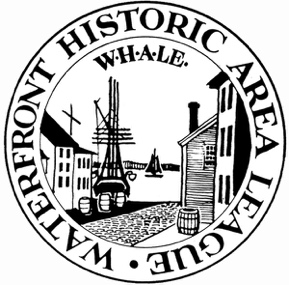 WATERFRONT HISTORIC AREA LEAGUE •
W·H·A·L·E.